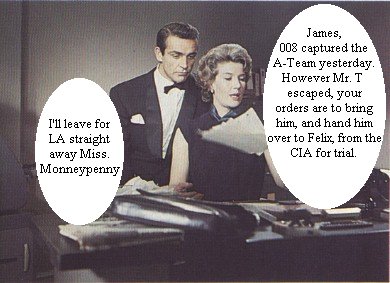 James,
008 captured the
A-Team yesterday.
However Mr. T
escaped, your
orders are to bring
him, and hand him
over to Felix, from the
CIA for trial.
I'll leave for
LA straight
away Miss.
Monneypenny